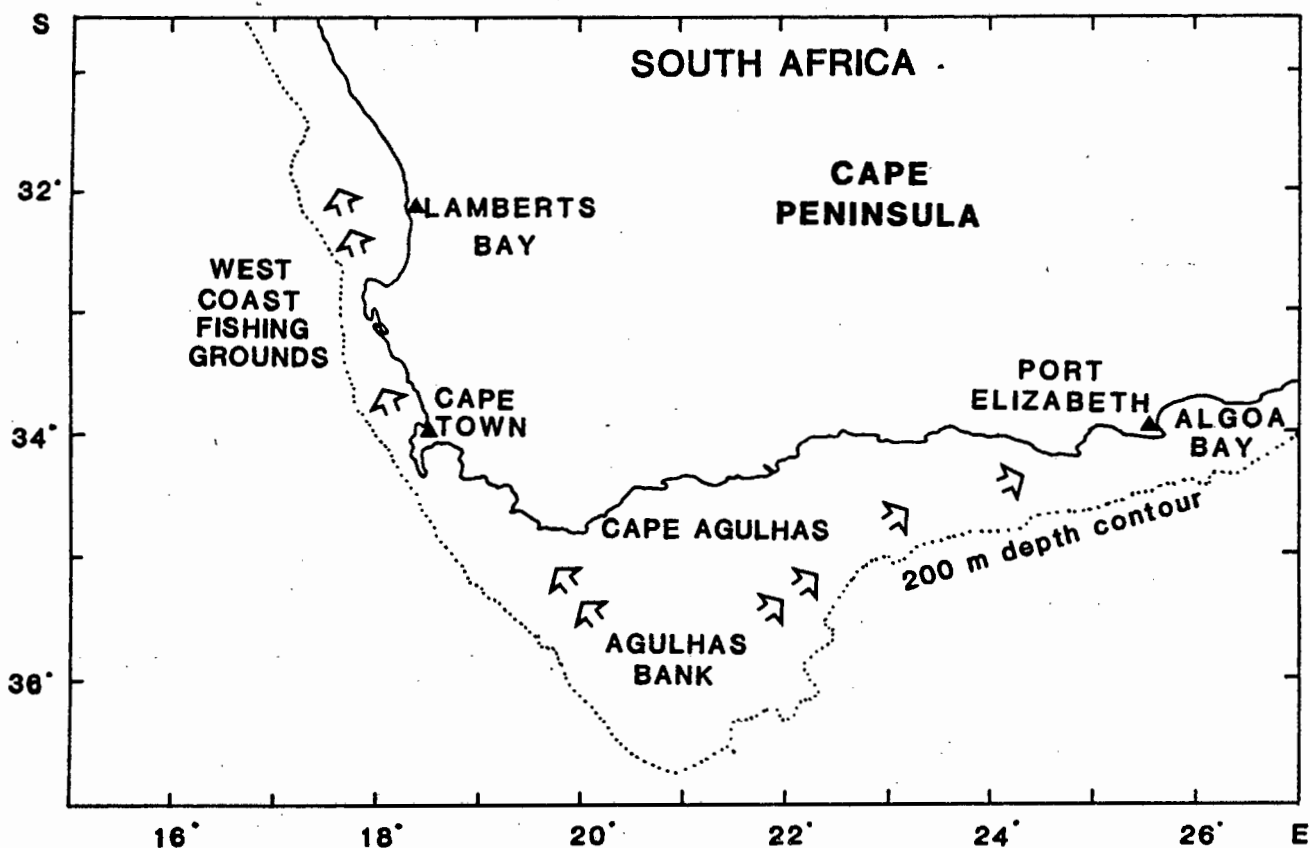 S
SOUTH AFRICA
CAPE
PENINSULA
32°
LAMBERTS
BAY
WEST
COAST
FISHING
GROUNDS
PORT
ELIZABETH
CAPE
TOWN
ALGOA
BAY
34°
CAPE AGULHAS
200 m depth contour
AGULHAS
BANK
36°
16° 18° 20° 22° 24° 26° E